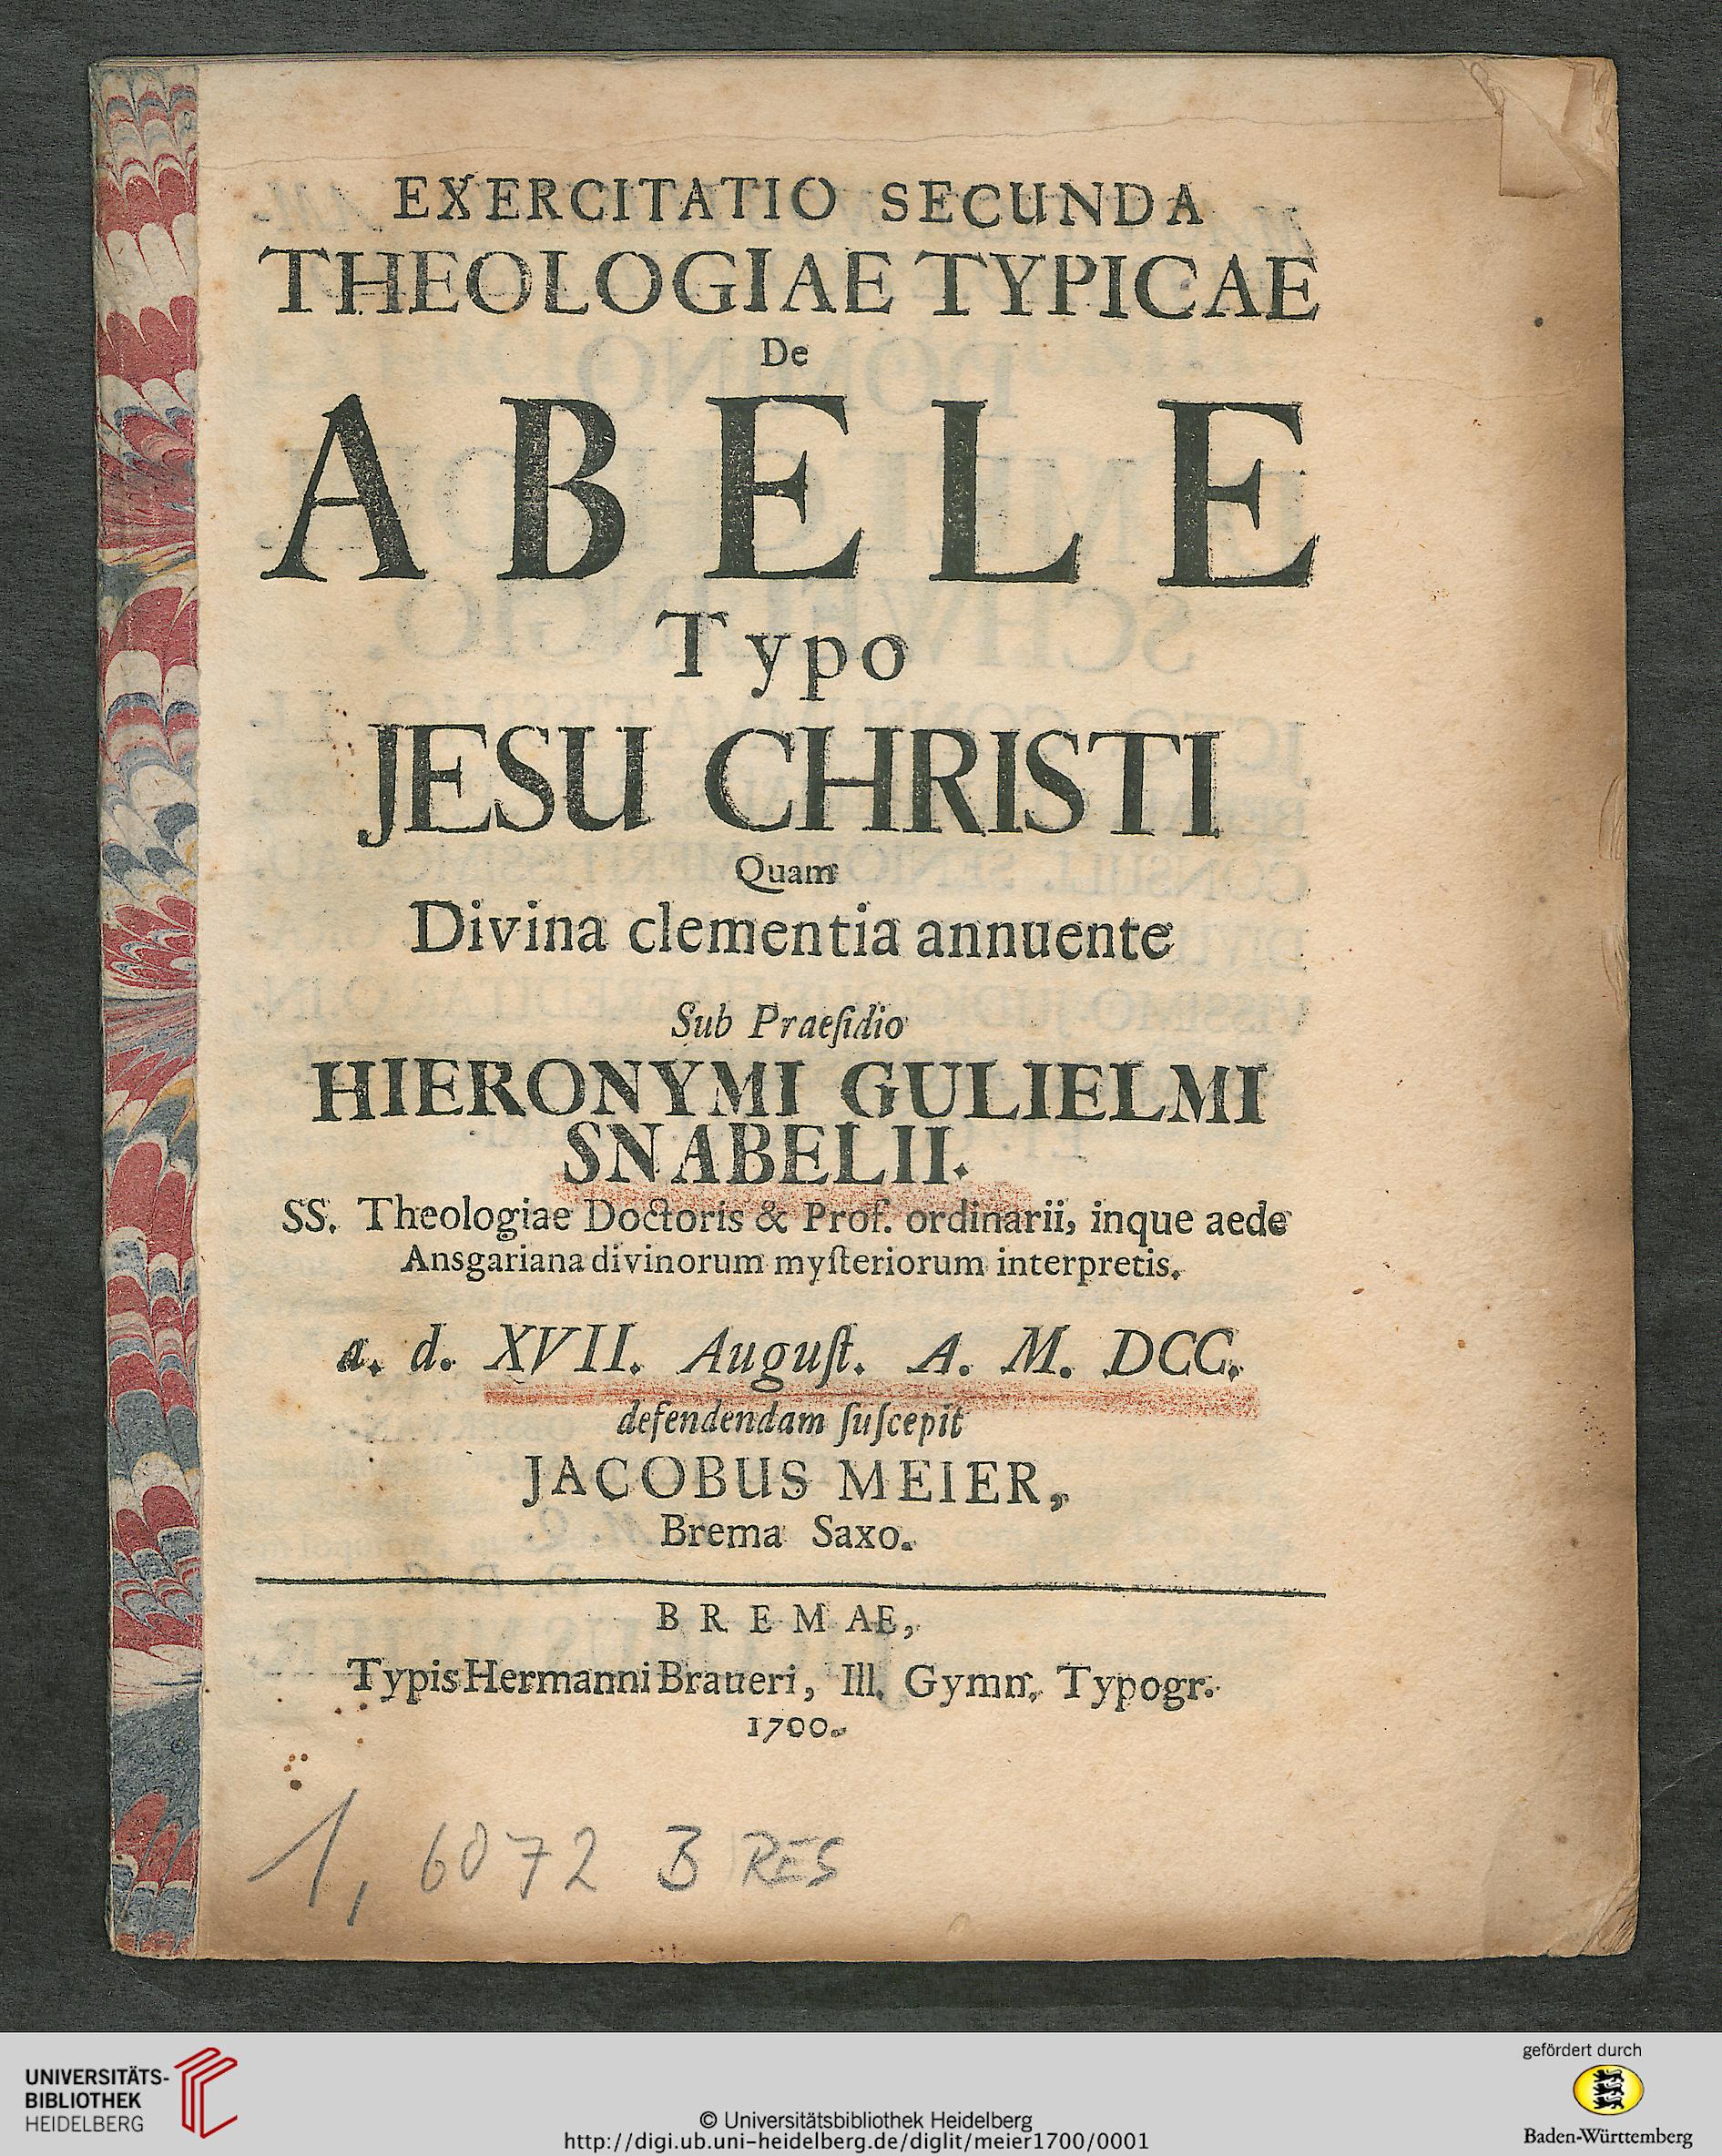 EXERCITATIO SECUNDA
THEOLOGIAE TYPICAE
De
ABELE
Typo
JESU CHRISTI
Quam
Divina clementia annuente
Sub Praeſidio
HIERONYMI GULIELMI
SNABELII.
SS. Theologiae Doctoris & Prof. ordinarii, inque aede
Ansgariana divinorum myſteriorum interpretis.
a. d. XVII. Auguſt. A. M. DCC.
defendendam ſuſcepit
JACOBUS MEIER,
Brema Saxo.
BREMAE,
Typis Hermanni Braueri, Ill. Gymn. Typogr.
1700.
1, 6072 B RES
UNIVERSITÄTS-
BIBLIOTHEK
HEIDELBERG
© Universitätsbibliothek Heidelberg
http://digi.ub.uni-heidelberg.de/diglit/meier1700/0001
gefördert durch
Baden-Württemberg